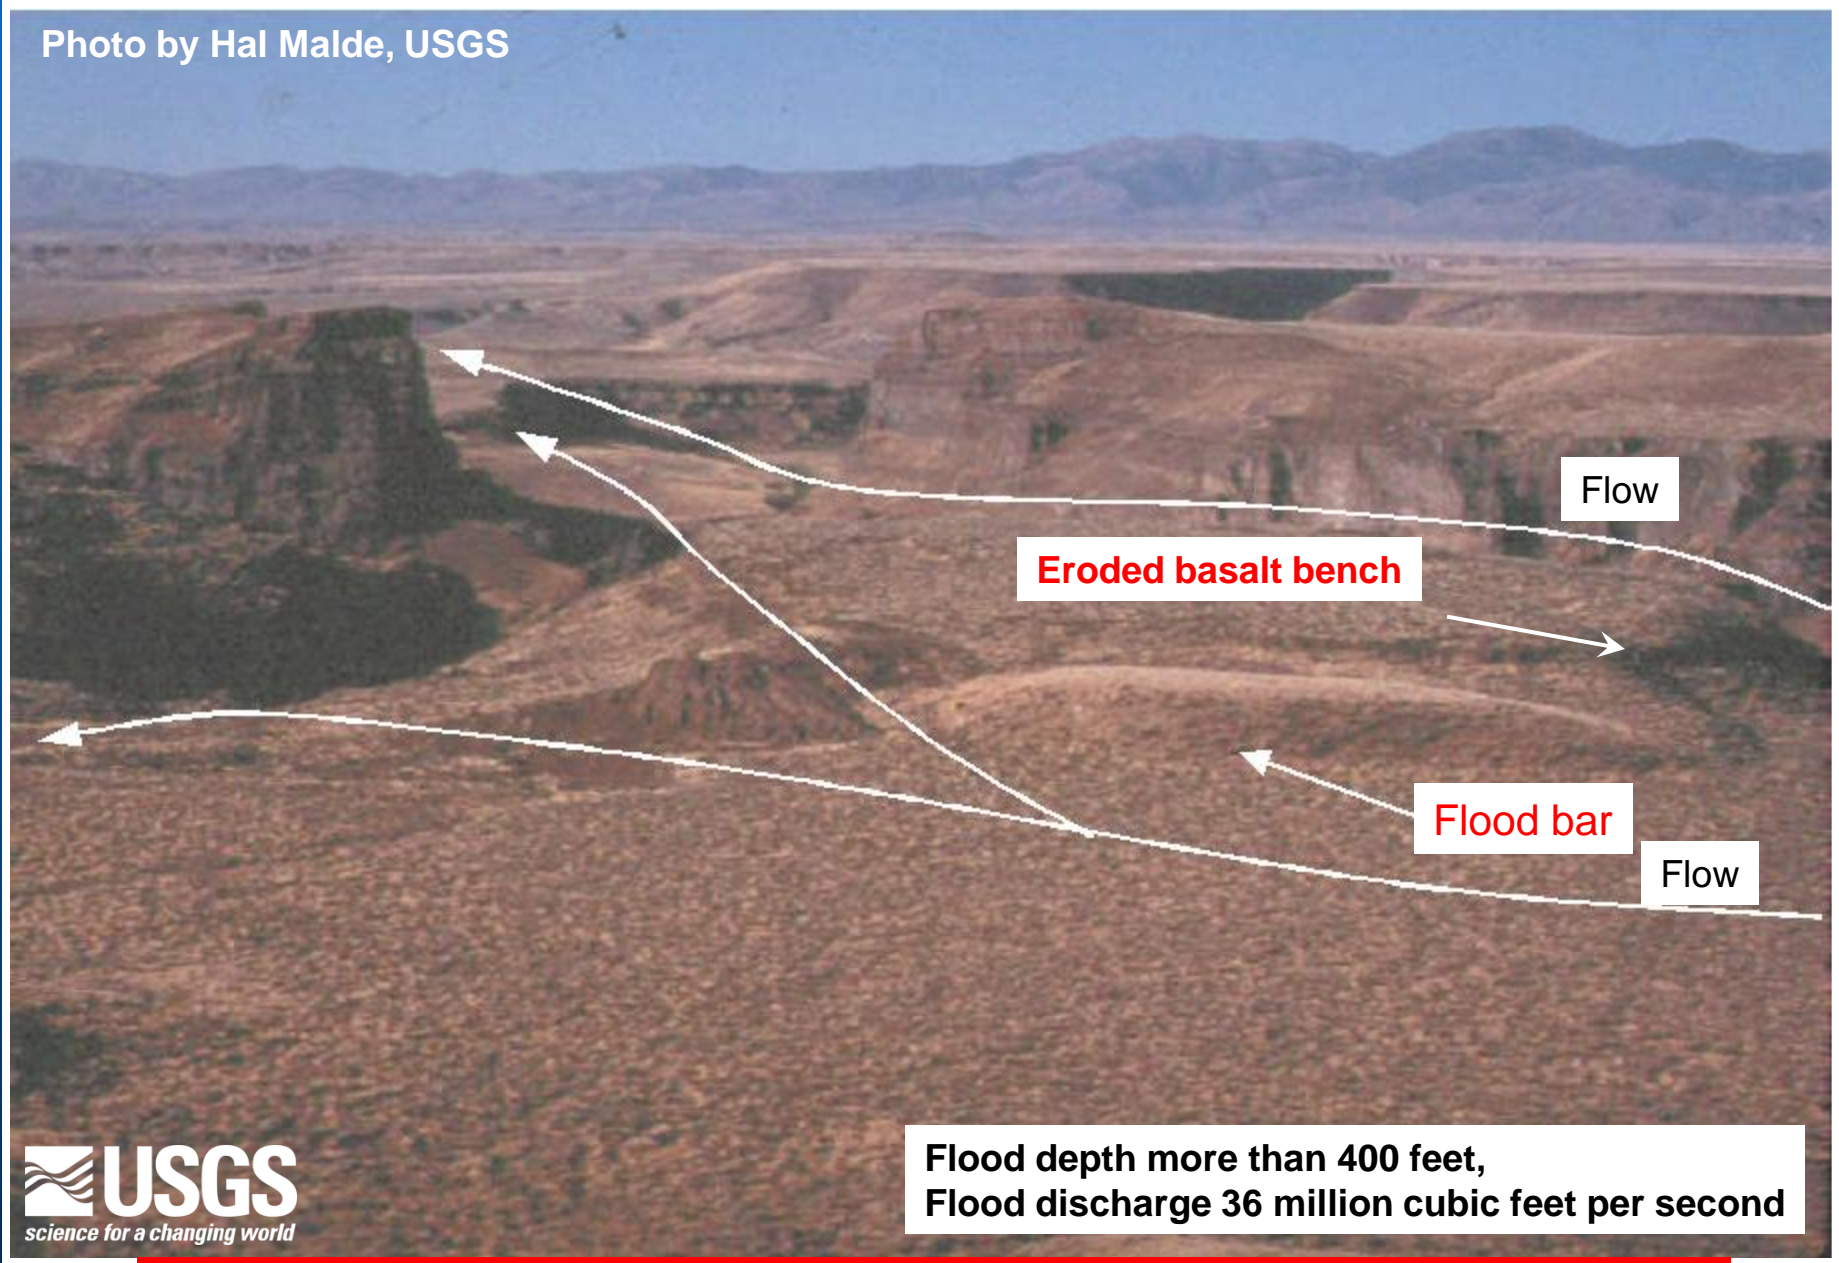 Photo by Hal Malde, USGS
Flow
Eroded basalt bench
Flood bar
Flow
Flood depth more than 400 feet,
Flood discharge 36 million cubic feet per second
USGS
science for a changing world